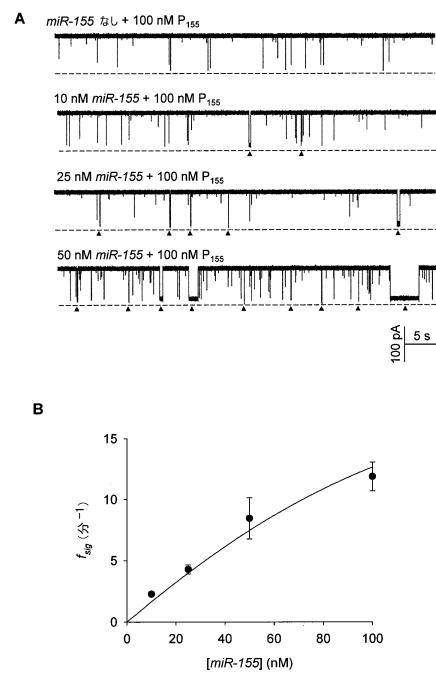 A
miR-155 なし + 100 nM P155
10 nM miR-155 + 100 nM P155
25 nM miR-155 + 100 nM P155
50 nM miR-155 + 100 nM P155
100 pA
5 s
B
15
10
5
0
fsig (分-1)
0 20 40 60 80 100
[miR-155] (nM)